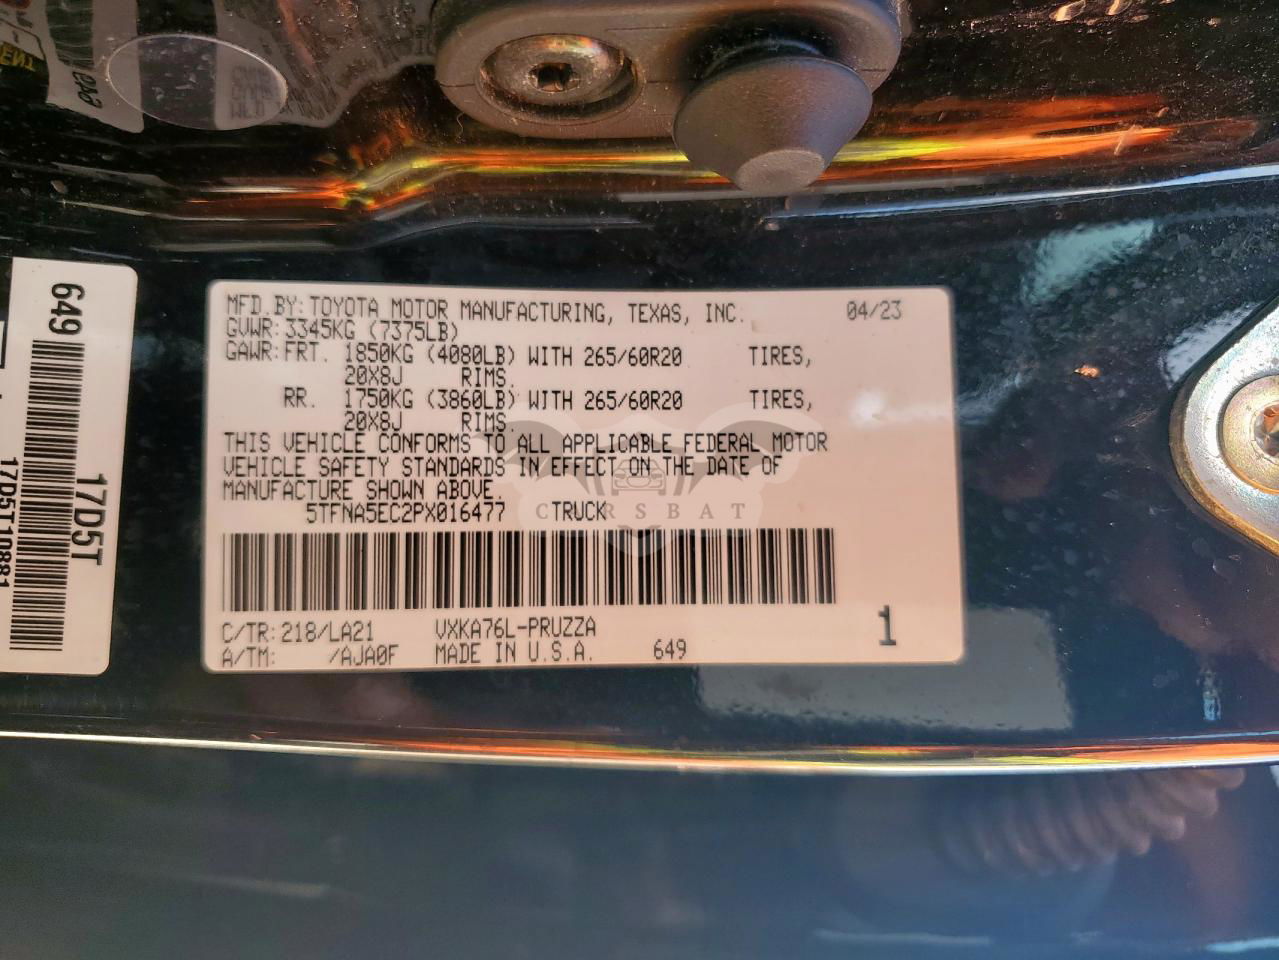 MFD.BY: TOYOTA MOTOR MANUFACTURING, TEXAS, INC. 04/23
GVWR: 3345KG (7375LB)
GAWR: FRT. 1850KG (4080LB) WITH 265/60R20 TIRES,
20X8J RIMS.
RR. 1750KG (3860LB) WITH 265/60R20 TIRES,
20X8J RIMS.
THIS VEHICLE CONFORMS TO ALL APPLICABLE FEDERAL MOTOR
VEHICLE SAFETY STANDARDS IN EFFECT ON THE DATE OF
MANUFACTURE SHOWN ABOVE.
5TFNA5EC2PX016477 TRUCK
C/TR: 218/LA21 VXKA76L-PRUZZA
A/TM: /AJA0F MADE IN U.S.A. 649
1
649
17D5T
17D5T10881
CARSBAT